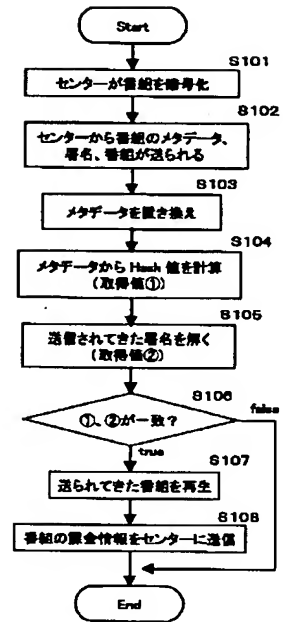 Start
S101
センターが番組を暗号化
S102
センターから番組のメタデータ、
署名、番組が送られる
S103
メタデータを置き換え
S104
メタデータから Hash 値を計算
(取得値①)
S105
送信されてきた署名を解く
(取得値②)
S106
①、②が一致?
false
true
S107
送られてきた番組を再生
S108
番組の課金情報をセンターに送信
End